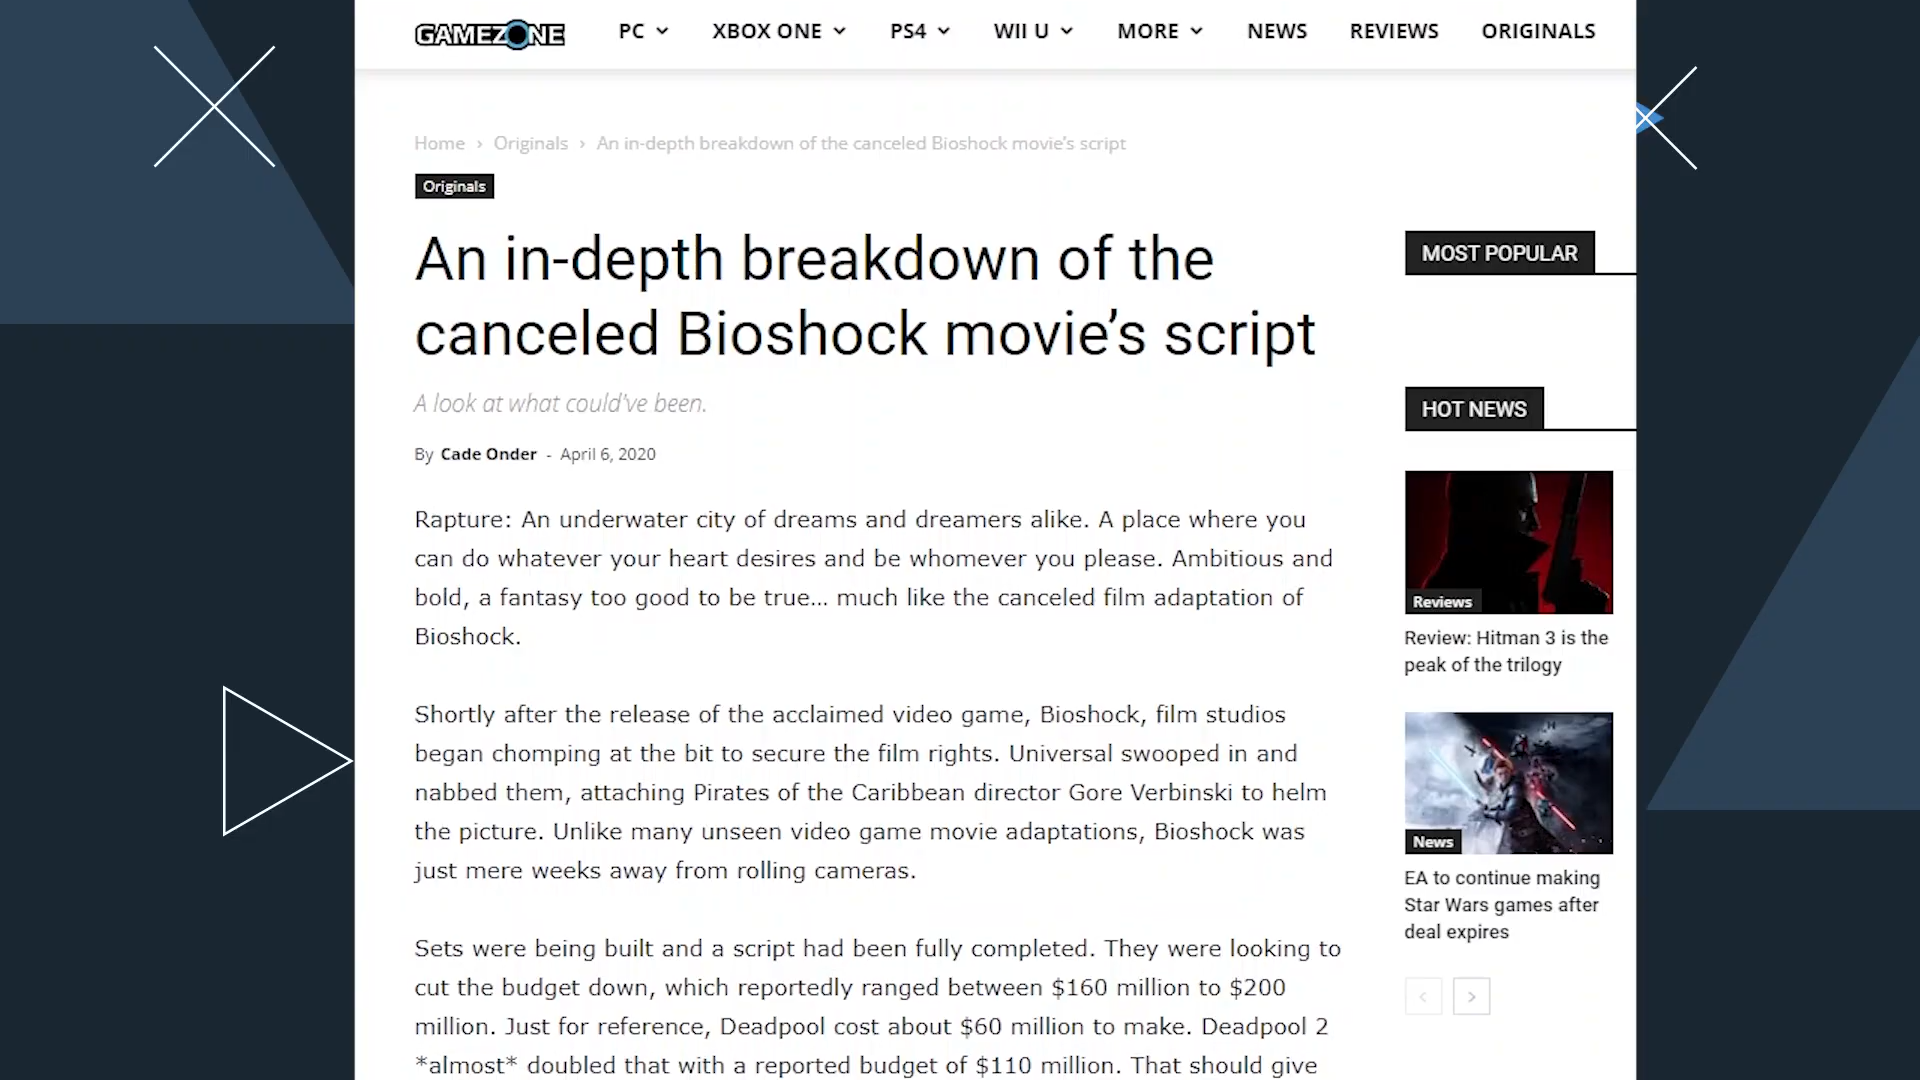 GAMEZONE
PC
XBOX ONE
PS4
WII U
MORE
NEWS
REVIEWS
ORIGINALS
Home › Originals › An in-depth breakdown of the canceled Bioshock movie’s script
Originals
An in-depth breakdown of the
canceled Bioshock movie’s script
A look at what could’ve been.
By Cade Onder - April 6, 2020
Rapture: An underwater city of dreams and dreamers alike. A place where you
can do whatever your heart desires and be whomever you please. Ambitious and
bold, a fantasy too good to be true… much like the canceled film adaptation of
Bioshock.
Shortly after the release of the acclaimed video game, Bioshock, film studios
began chomping at the bit to secure the film rights. Universal swooped in and
nabbed them, attaching Pirates of the Caribbean director Gore Verbinski to helm
the picture. Unlike many unseen video game movie adaptations, Bioshock was
just mere weeks away from rolling cameras.
Sets were being built and a script had been fully completed. They were looking to
cut the budget down, which reportedly ranged between $160 million to $200
million. Just for reference, Deadpool cost about $60 million to make. Deadpool 2
*almost* doubled that with a reported budget of $110 million. That should give
MOST POPULAR
HOT NEWS
Reviews
Review: Hitman 3 is the
peak of the trilogy
News
EA to continue making
Star Wars games after
deal expires